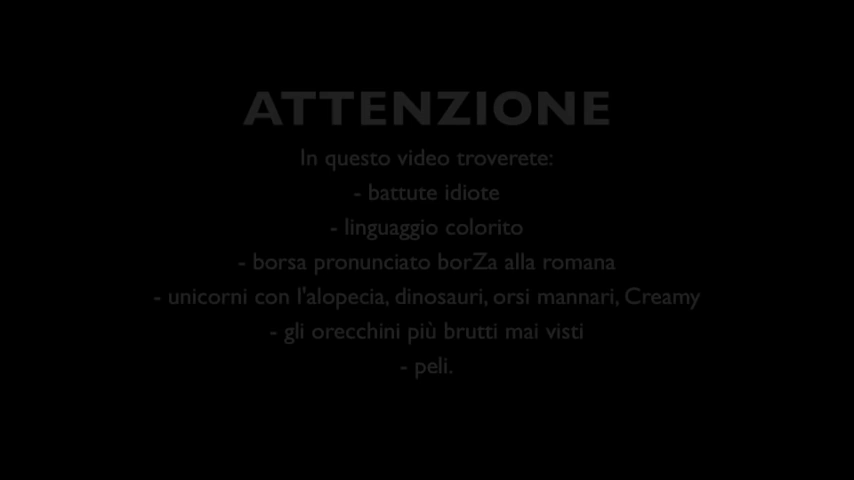 ATTENZIONE
In questo video troverete:
- battute idiote
- linguaggio colorito
- borsa pronunciato borZa alla romana
- unicorni con l'alopecia, dinosauri, orsi mannari, Creamy
- gli orecchini più brutti mai visti
- peli.